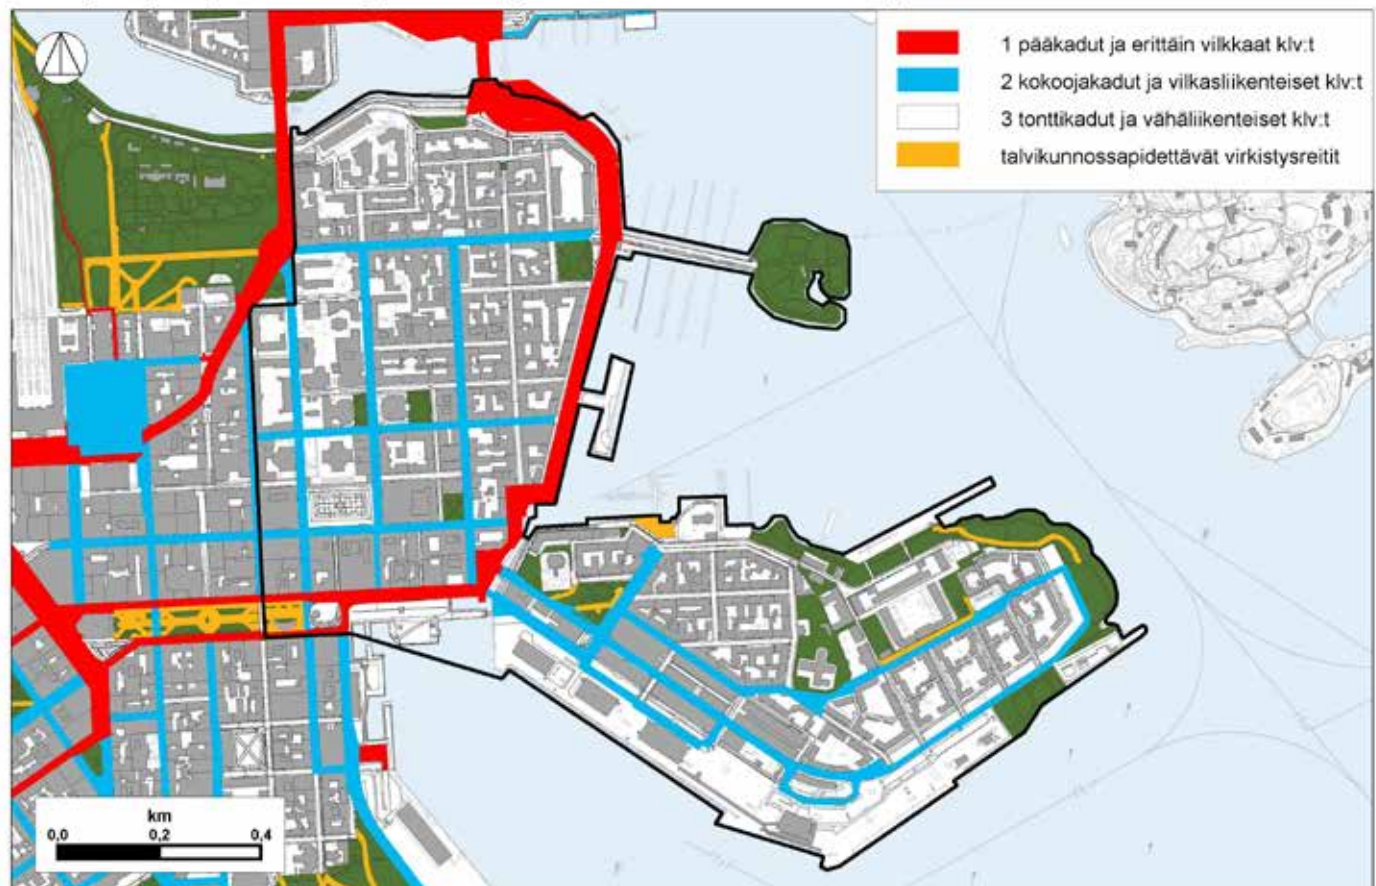 1 pääkadut ja erittäin vilkkaat klv:t
2 kokoojakadut ja vilkasliikenteiset klv:t
3 tonttikadut ja vähäliikenteiset klv:t
talvikunnossapidettävät virkistysreitit
km
0,0 0,2 0,4